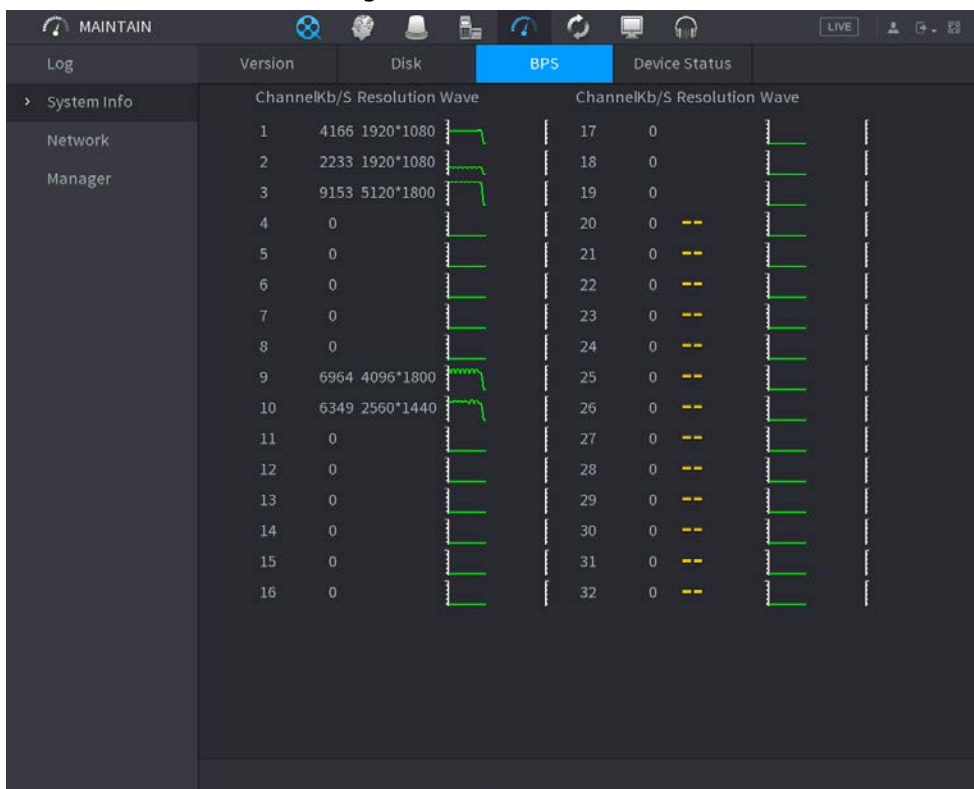 MAINTAIN LIVE
Log Version Disk BPS Device Status
System Info ChannelKb/S Resolution Wave ChannelKb/S Resolution Wave
Network
Manager
1 4166 1920*1080 17 0
2 2233 1920*1080 18 0
3 9153 5120*1800 19 0
4 0 20 0 --
5 0 21 0 --
6 0 22 0 --
7 0 23 0 --
8 0 24 0 --
9 6964 4096*1800 25 0 --
10 6349 2560*1440 26 0 --
11 0 27 0 --
12 0 28 0 --
13 0 29 0 --
14 0 30 0 --
15 0 31 0 --
16 0 32 0 --